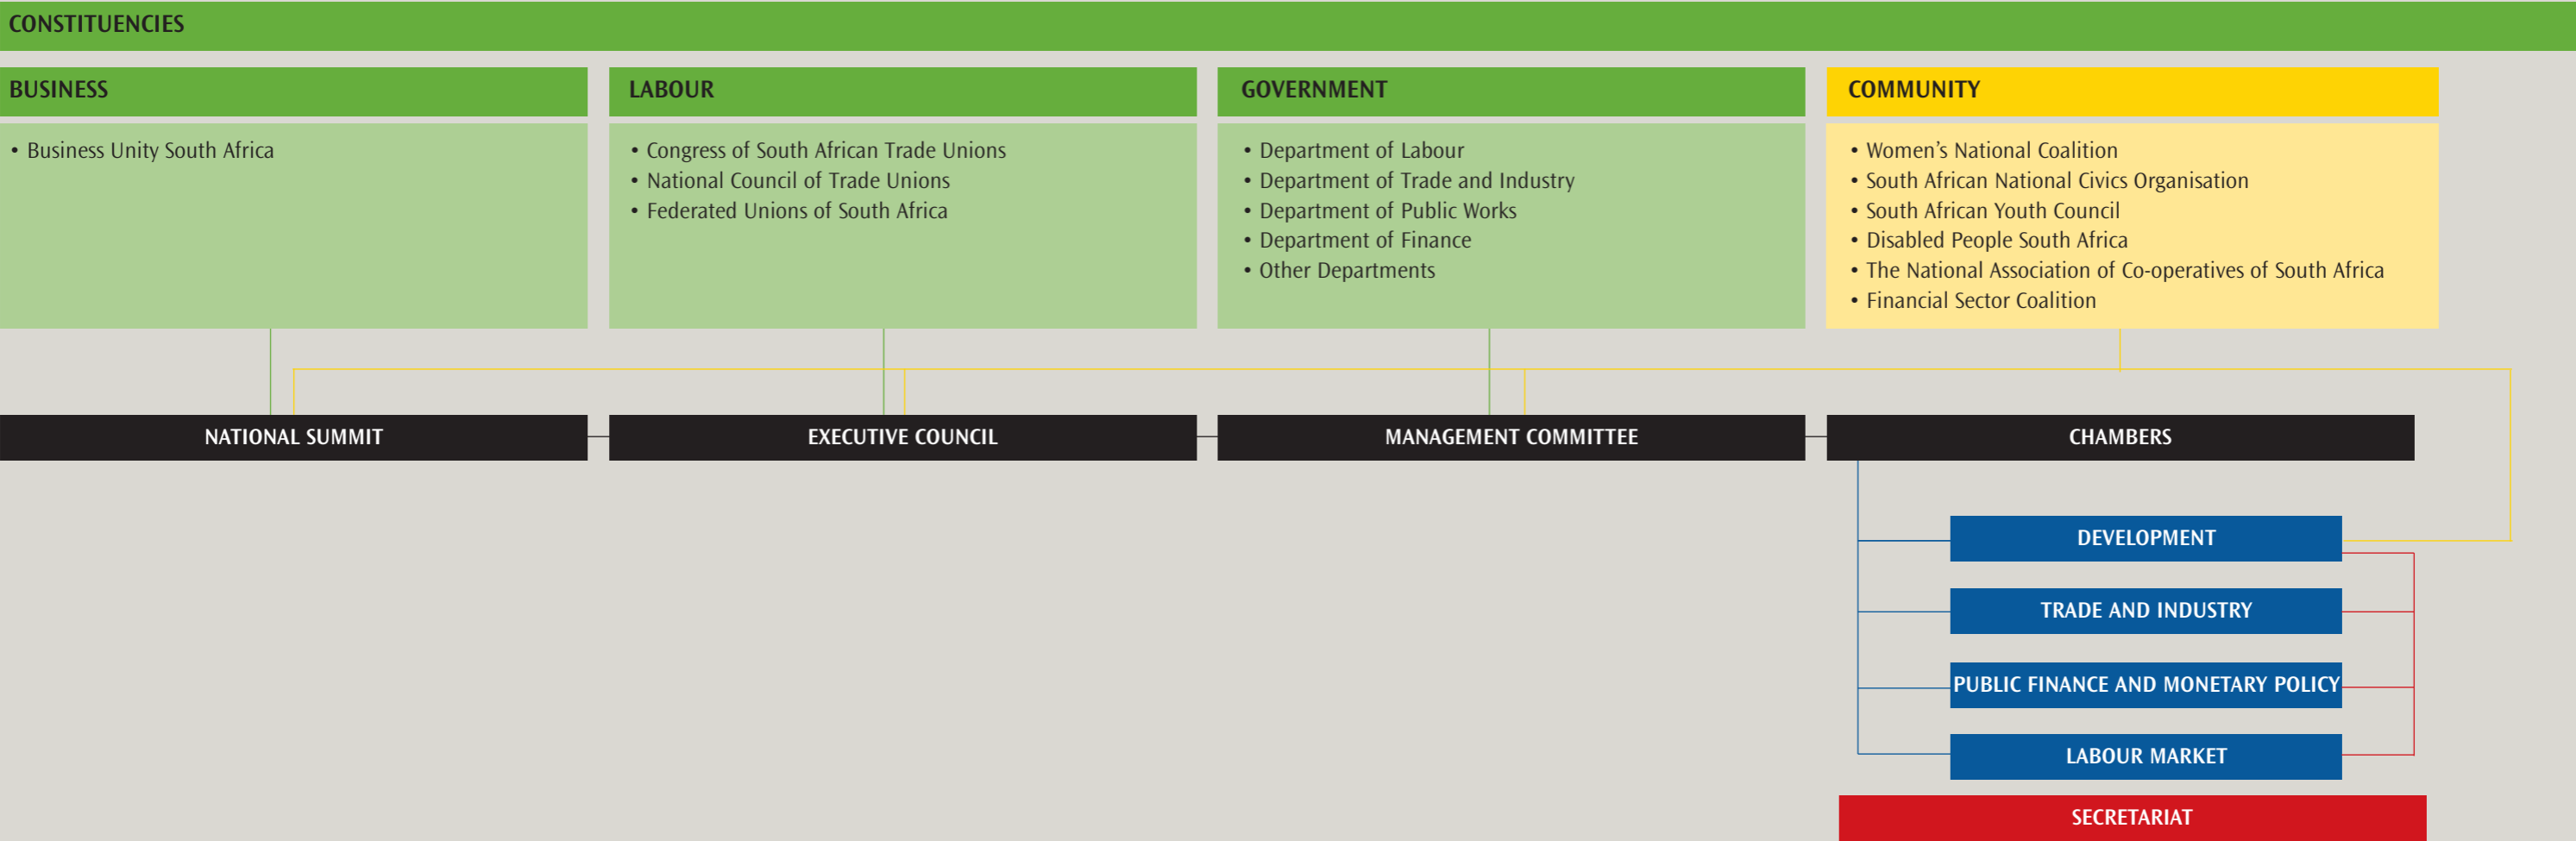 CONSTITUENCIES
BUSINESS
• Business Unity South Africa
LABOUR
• Congress of South African Trade Unions
• National Council of Trade Unions
• Federated Unions of South Africa
GOVERNMENT
• Department of Labour
• Department of Trade and Industry
• Department of Public Works
• Department of Finance
• Other Departments
COMMUNITY
• Women’s National Coalition
• South African National Civics Organisation
• South African Youth Council
• Disabled People South Africa
• The National Association of Co-operatives of South Africa
• Financial Sector Coalition
NATIONAL SUMMIT
EXECUTIVE COUNCIL
MANAGEMENT COMMITTEE
CHAMBERS
DEVELOPMENT
TRADE AND INDUSTRY
PUBLIC FINANCE AND MONETARY POLICY
LABOUR MARKET
SECRETARIAT